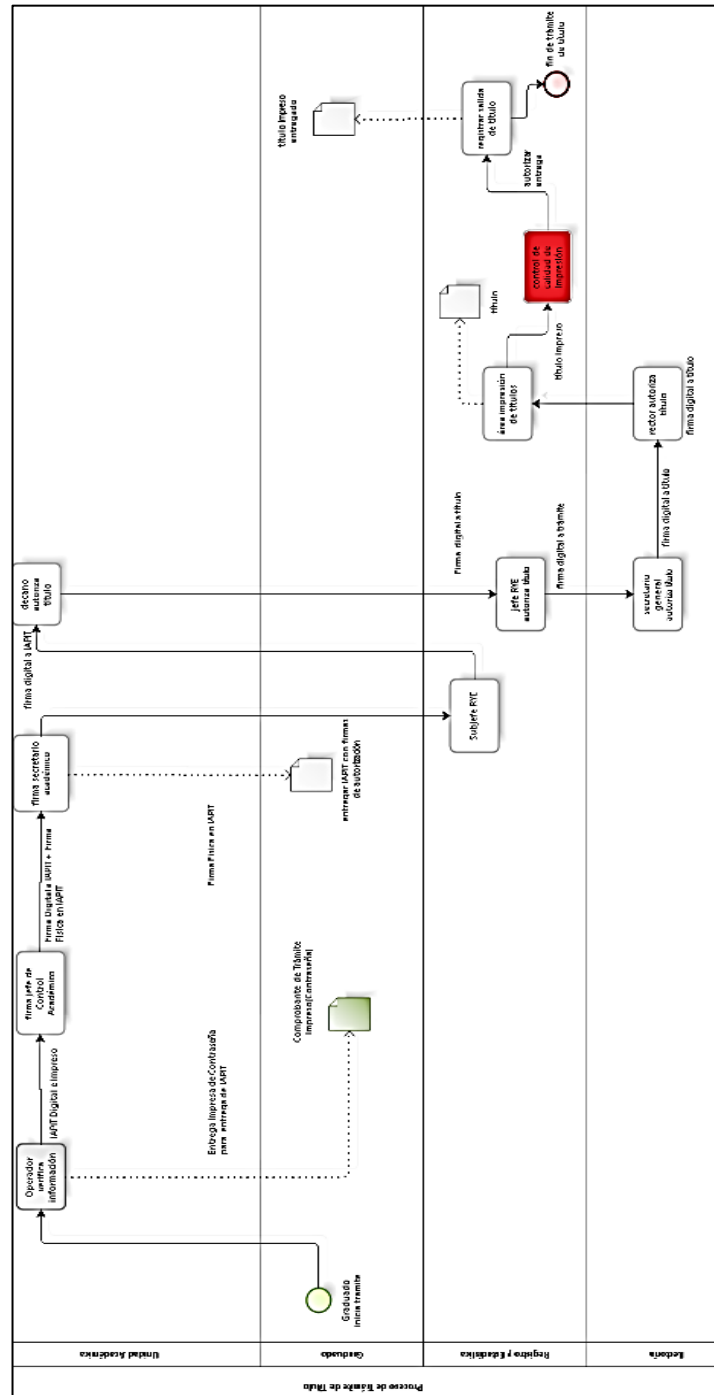 Proceso de Trámite de Título
Unidad Académica
Graduado
Registro y Estadística
Rectoría
Graduado
inicia tramite
Operador
verifica
información
IAPIT Digital e Impreso
Entrega Impresa de Contraseña
para entrega de IAPIT
Comprobante de Trámite
Impreso(Contraseña)
firma Jefe de
Control
Académico
Firma Digital a IAPIT + Firma
Física en IAPIT
Firma Física en IAPIT
firma secretario
académico
entregar IAPIT con firmas
de autorización
Subjefe RYE
firma digital a IAPIT
decano
autoriza
título
Firma digital a título
Jefe RYE
autoriza título
firma digital a trámite
secretario
general
autoriza título
firma digital a título
rector autoriza
título
firma digital a título
área impresión
de títulos
título
título impreso
control de
calidad de
impresión
autorizar
entrega
registrar salida
de título
título impreso
entregado
fin de trámite
de título